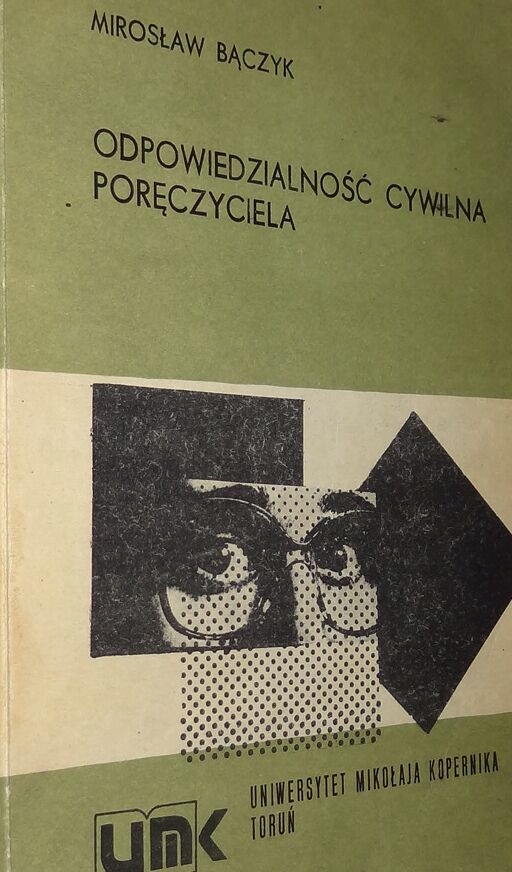 MIROSŁAW BĄCZYK
ODPOWIEDZIALNOŚĆ CYWILNA
PORĘCZYCIELA
UNIWERSYTET MIKOŁAJA KOPERNIKA
TORUŃ
umk